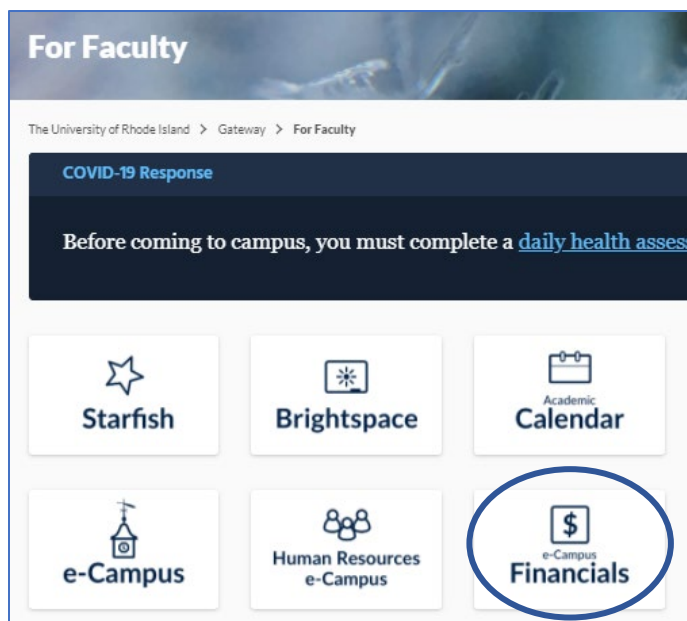 For Faculty
The University of Rhode Island > Gateway > For Faculty
COVID-19 Response
Before coming to campus, you must complete a daily health
Starfish
Brightspace
Academic
Calendar
e-Campus
Human Resources
e-Campus
$
e-Campus
Financials